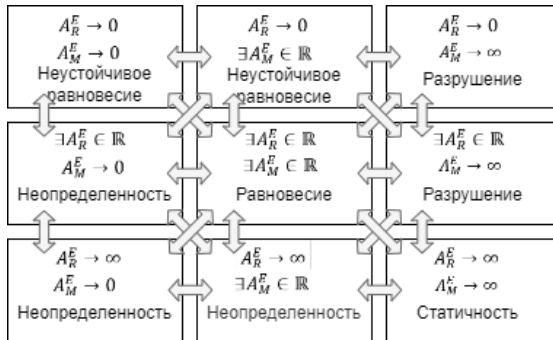 A_R^E → 0
A_M^E → 0
Неустойчивое
равновесие
A_R^E → 0
∃A_M^E ∈ ℝ
Неустойчивое
равновесие
A_R^E → 0
A_M^E → ∞
Разрушение
∃A_R^E ∈ ℝ
A_M^E → 0
Неопределенность
∃A_R^E ∈ ℝ
∃A_M^E ∈ ℝ
Равновесие
∃A_R^E ∈ ℝ
A_M^E → ∞
Разрушение
A_R^E → ∞
A_M^E → 0
Неопределенность
A_R^E → ∞
∃A_M^E ∈ ℝ
Неопределенность
A_R^E → ∞
A_M^E → ∞
Статичность